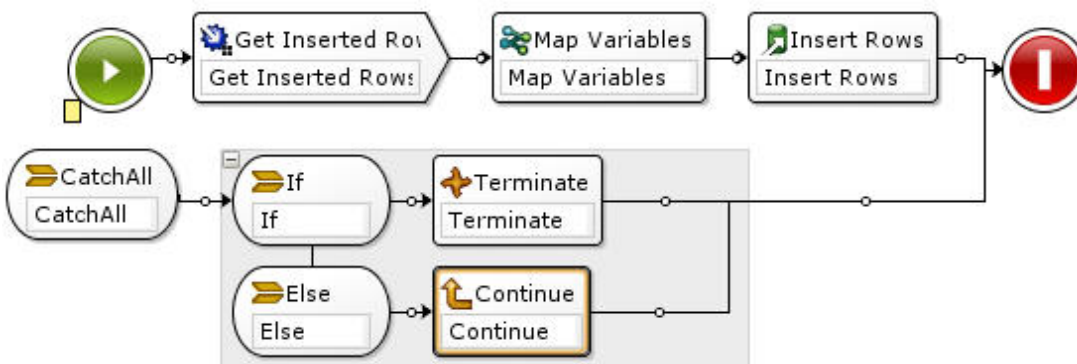 Get Inserted Rov
Get Inserted Rows
Map Variables
Map Variables
Insert Rows
Insert Rows
CatchAll
CatchAll
If
If
Terminate
Terminate
Else
Else
Continue
Continue